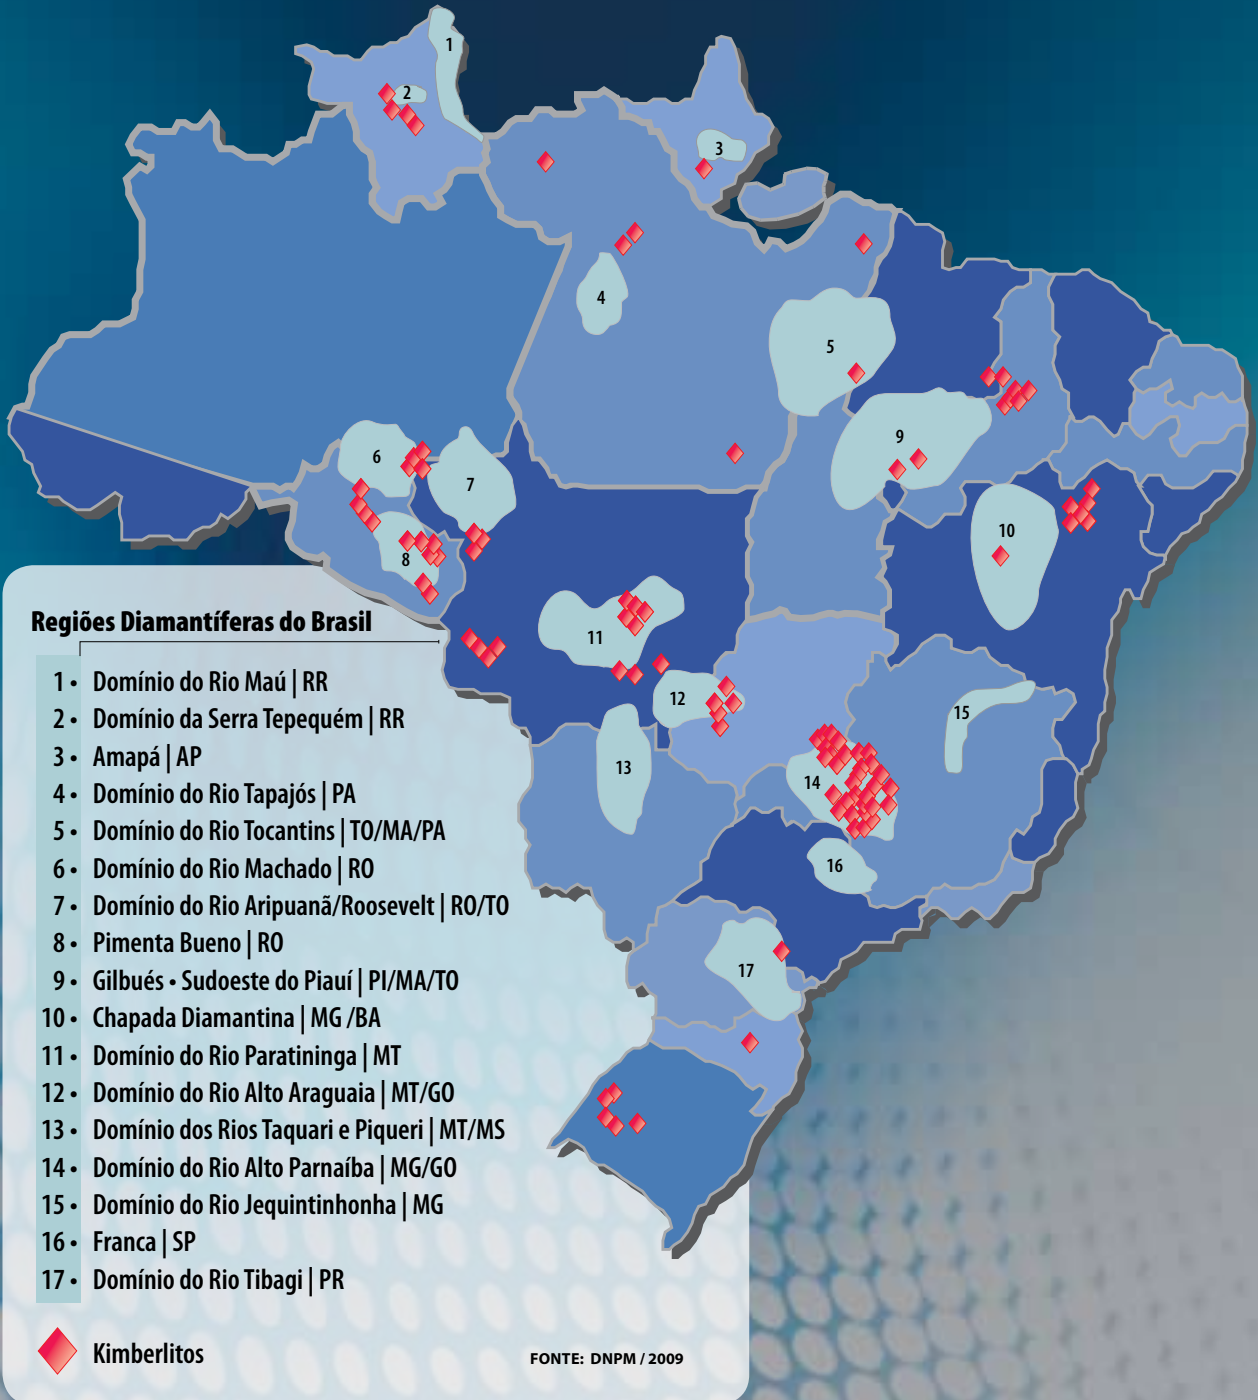 1
2
3
4
5
6
7
8
9
10
11
12
13
14
15
16
17
Regiões Diamantíferas do Brasil
1 • Domínio do Rio Maú | RR
2 • Domínio da Serra Tepequém | RR
3 • Amapá | AP
4 • Domínio do Rio Tapajós | PA
5 • Domínio do Rio Tocantins | TO/MA/PA
6 • Domínio do Rio Machado | RO
7 • Domínio do Rio Aripuanã/Roosevelt | RO/TO
8 • Pimenta Bueno | RO
9 • Gilbués • Sudoeste do Piauí | PI/MA/TO
10 • Chapada Diamantina | MG /BA
11 • Domínio do Rio Paratininga | MT
12 • Domínio do Rio Alto Araguaia | MT/GO
13 • Domínio dos Rios Taquari e Piqueri | MT/MS
14 • Domínio do Rio Alto Parnaíba | MG/GO
15 • Domínio do Rio Jequintinhonha | MG
16 • Franca | SP
17 • Domínio do Rio Tibagi | PR
Kimberlitos
FONTE: DNPM / 2009